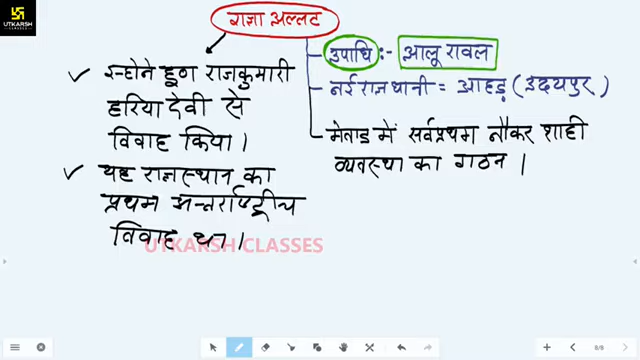 UTKARSH CLASSES
राजा अल्लट
उपाधि :- आलू रावल
नई राजधानी = आहड़ (उदयपुर)
मेवाड में सर्वप्रथम नौकर शाही
व्यवस्था का गठन ।
✓ इन्होने हूण राजकुमारी
हरिया देवी से
विवाह किया ।
✓ यह राजस्थान का
प्रथम अन्तर्राष्ट्रीय
विवाह था ।
UTKARSH CLASSES
8/8